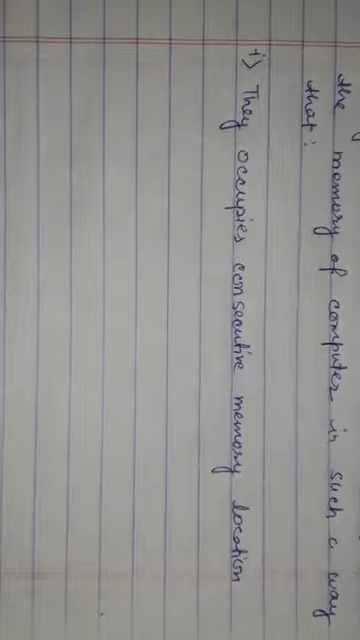 the memory of computer in such a way
that:
i) They occupies consecutive memory location